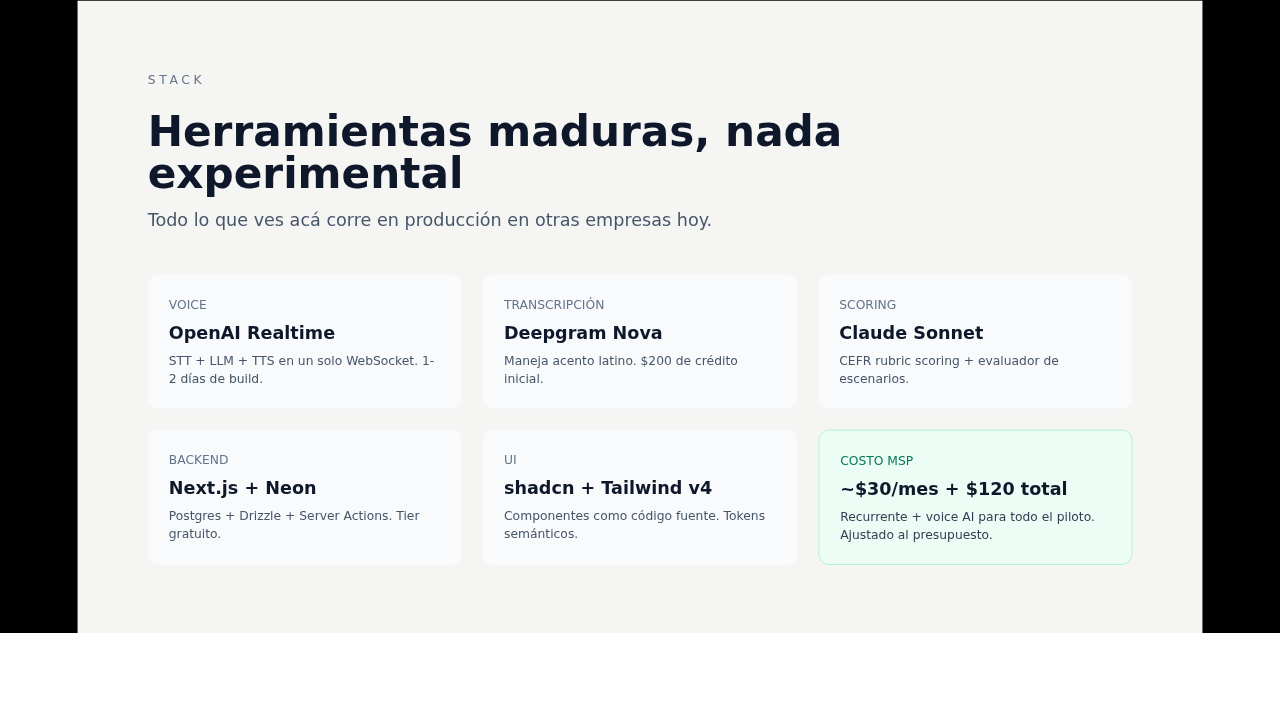 STACK
Herramientas maduras, nada
experimental
Todo lo que ves acá corre en producción en otras empresas hoy.
VOICE
OpenAI Realtime
STT + LLM + TTS en un solo WebSocket. 1-
2 días de build.
TRANSCRIPCIÓN
Deepgram Nova
Maneja acento latino. $200 de crédito
inicial.
SCORING
Claude Sonnet
CEFR rubric scoring + evaluador de
escenarios.
BACKEND
Next.js + Neon
Postgres + Drizzle + Server Actions. Tier
gratuito.
UI
shadcn + Tailwind v4
Componentes como código fuente. Tokens
semánticos.
COSTO MSP
~$30/mes + $120 total
Recurrente + voice AI para todo el piloto.
Ajustado al presupuesto.